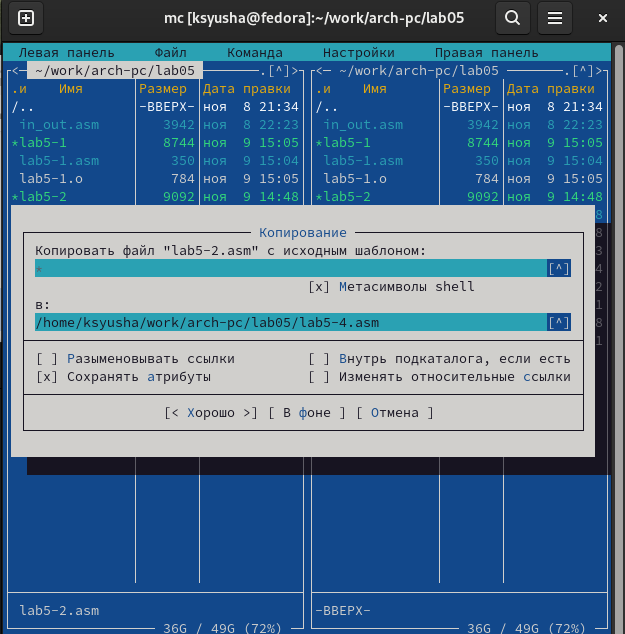 mc [ksyusha@fedora]:~/work/arch-pc/lab05
Левая панель Файл Команда Настройки Правая панель
<— ~/work/arch-pc/lab05 .[^]> <— ~/work/arch-pc/lab05 .[^]>
.и Имя Размер Дата правки .и Имя Размер Дата правки
/.. -ВВЕРХ- ноя 8 21:34 /.. -ВВЕРХ- ноя 8 21:34
in_out.asm 3942 ноя 8 22:23 in_out.asm 3942 ноя 8 22:23
*lab5-1 8744 ноя 9 15:05 *lab5-1 8744 ноя 9 15:05
lab5-1.asm 350 ноя 9 15:04 lab5-1.asm 350 ноя 9 15:04
lab5-1.o 784 ноя 9 15:05 lab5-1.o 784 ноя 9 15:05
*lab5-2 9092 ноя 9 14:48 *lab5-2 9092 ноя 9 14:48
8
Копирование
8
Копировать файл "lab5-2.asm" с исходным шаблоном:
3
* [^]
4
[x] Метасимволы shell
2
в:
1
/home/ksyusha/work/arch-pc/lab05/lab5-4.asm [^]
8
1
[ ] Разыменовывать ссылки [ ] Внутрь подкаталога, если есть
[x] Сохранять атрибуты [ ] Изменять относительные ссылки
[< Хорошо >] [ В фоне ] [ Отмена ]
lab5-2.asm -ВВЕРХ-
36G / 49G (72%) 36G / 49G (72%)